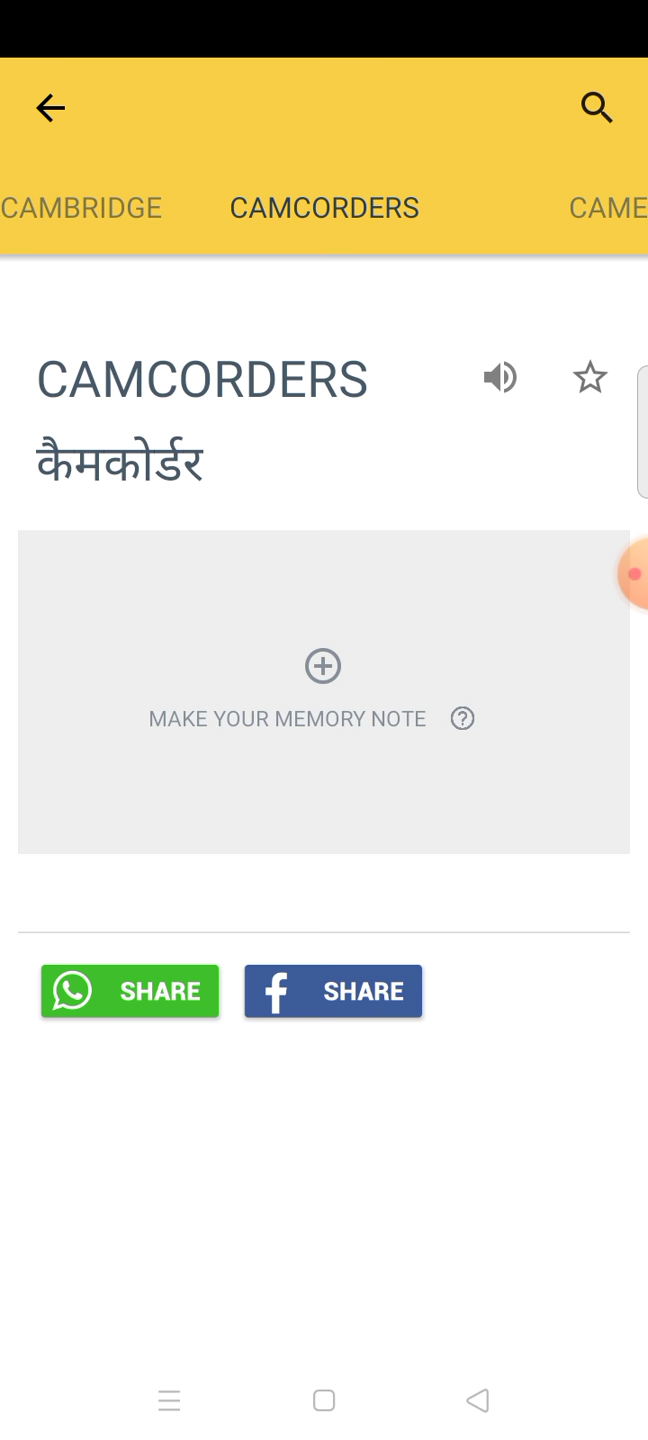 CAMBRIDGE CAMCORDERS CAME
CAMCORDERS
कैमकोर्डर
MAKE YOUR MEMORY NOTE
SHARE SHARE